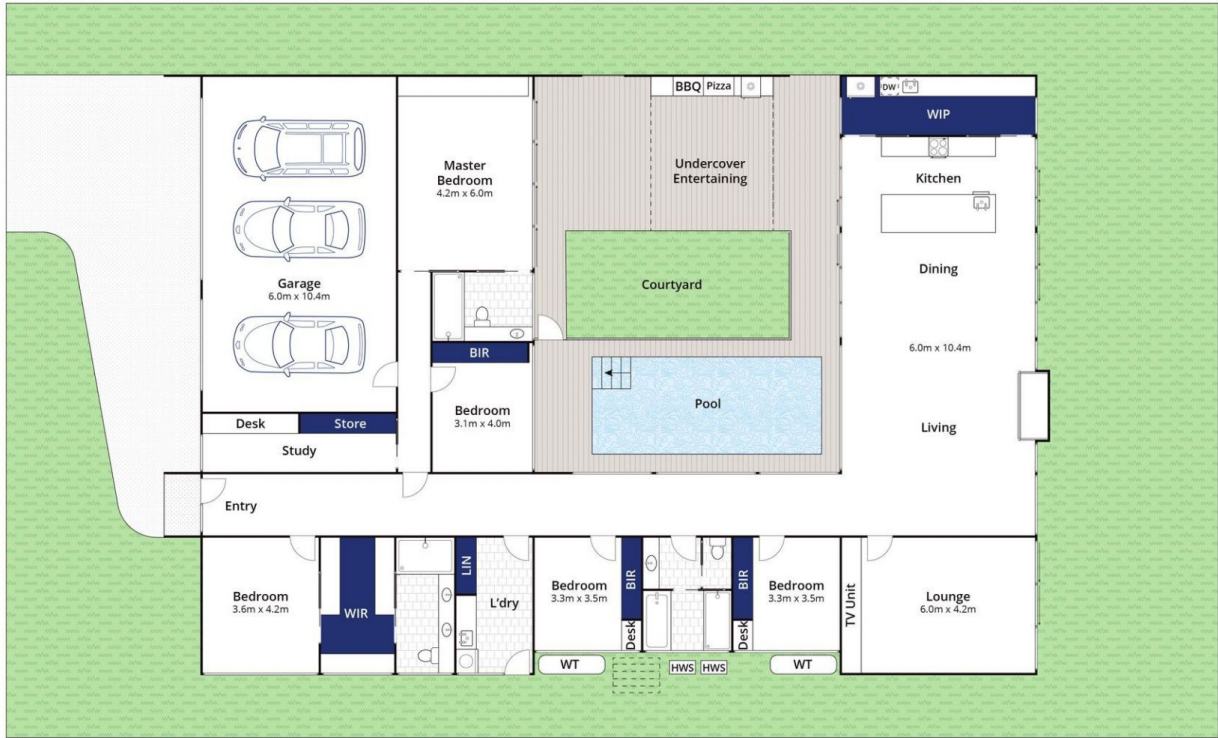 BBQ
Pizza
DW
WIP
Master
Bedroom
4.2m x 6.0m
Undercover
Entertaining
Kitchen
Garage
6.0m x 10.4m
Courtyard
Dining
6.0m x 10.4m
BIR
Bedroom
3.1m x 4.0m
Pool
Living
Desk
Store
Study
Entry
Bedroom
3.6m x 4.2m
WIR
LIN
L'dry
Bedroom
3.3m x 3.5m
BIR
Desk
BIR
Desk
Bedroom
3.3m x 3.5m
TV Unit
Lounge
6.0m x 4.2m
WT
HWS
HWS
WT